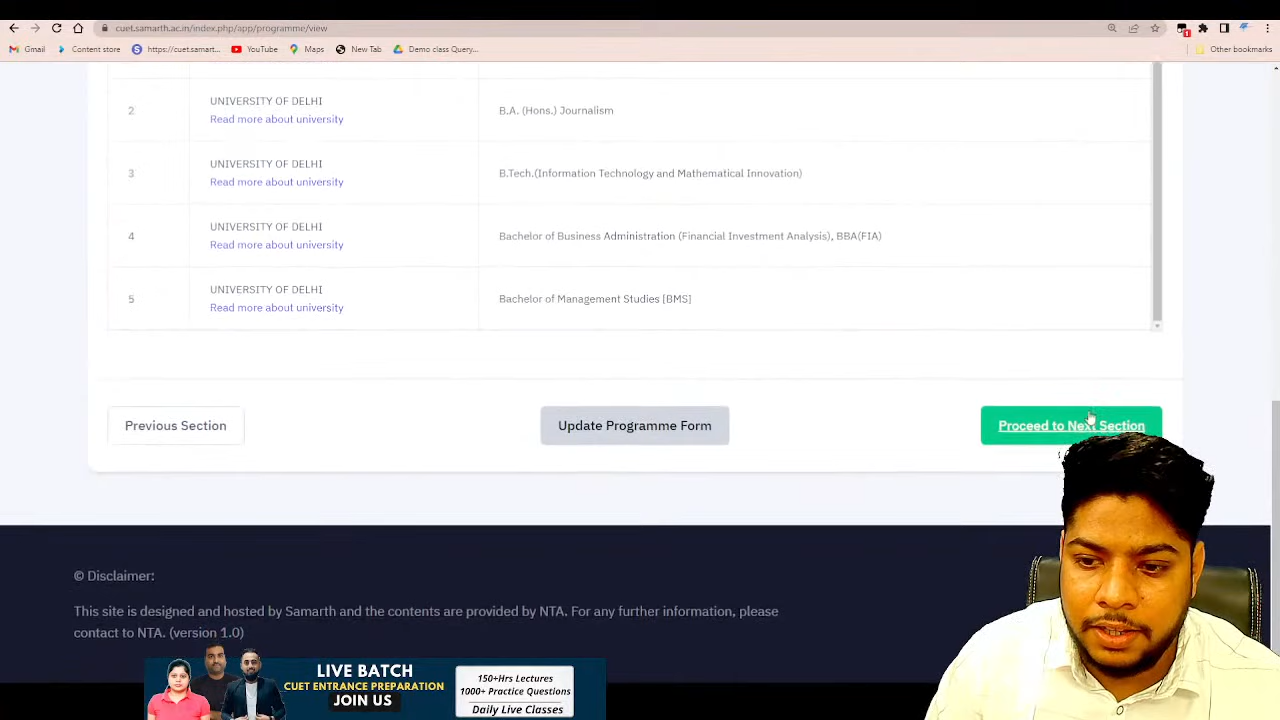 cuet.samarth.ac.in/index.php/app/programme/view
Gmail
Content store
https://cuet.samart...
YouTube
Maps
New Tab
Demo class Query...
Other bookmarks
2
UNIVERSITY OF DELHI
Read more about university
B.A. (Hons.) Journalism
3
UNIVERSITY OF DELHI
Read more about university
B.Tech.(Information Technology and Mathematical Innovation)
4
UNIVERSITY OF DELHI
Read more about university
Bachelor of Business Administration (Financial Investment Analysis), BBA(FIA)
5
UNIVERSITY OF DELHI
Read more about university
Bachelor of Management Studies [BMS]
Previous Section
Update Programme Form
Proceed to Next Section
© Disclaimer:
This site is designed and hosted by Samarth and the contents are provided by NTA. For any further information, please
contact to NTA. (version 1.0)
LIVE BATCH
CUET ENTRANCE PREPARATION
JOIN US
150+Hrs Lectures
1000+ Practice Questions
Daily Live Classes